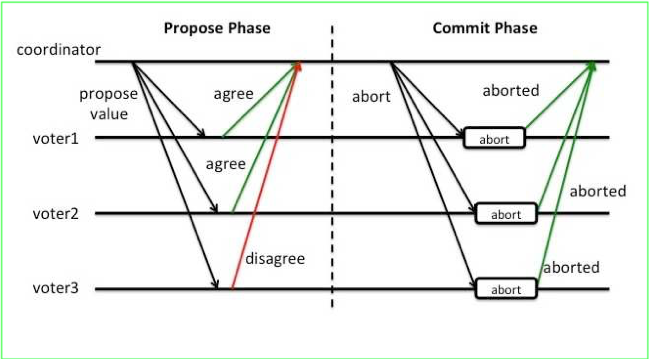 Propose Phase
Commit Phase
coordinator
propose
value
agree
abort
aborted
voter1
abort
agree
voter2
abort
aborted
disagree
aborted
voter3
abort